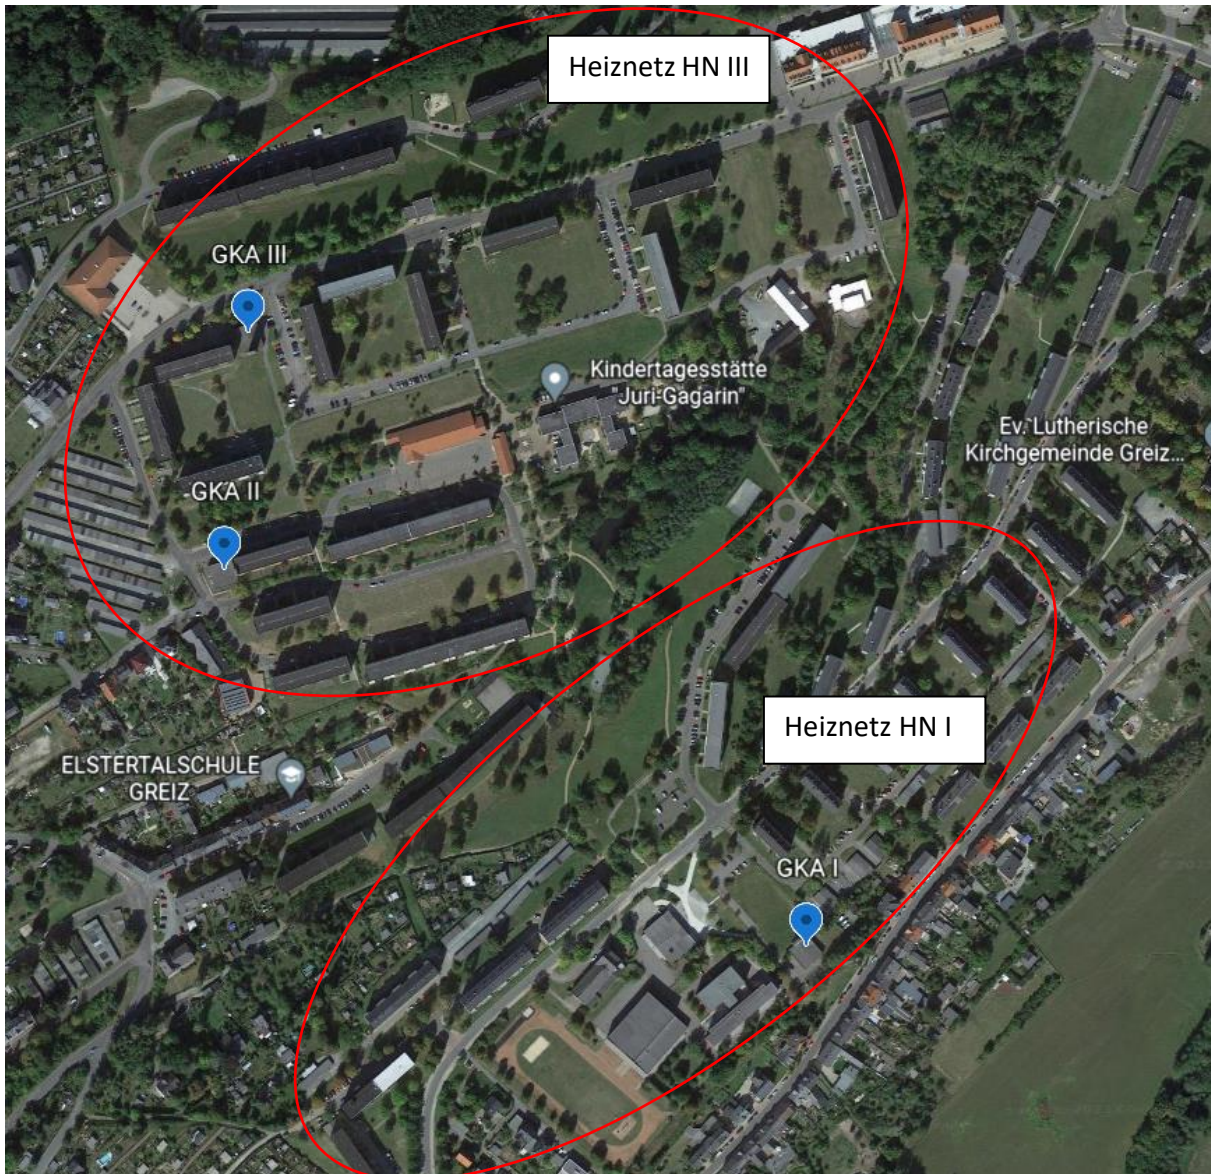 Heiznetz HN III
GKA III
Kindertagesstätte
"Juri-Gagarin"
Ev. Lutherische
Kirchgemeinde Greiz...
GKA II
Heiznetz HN I
ELSTERTALSCHULE
GREIZ
GKA I